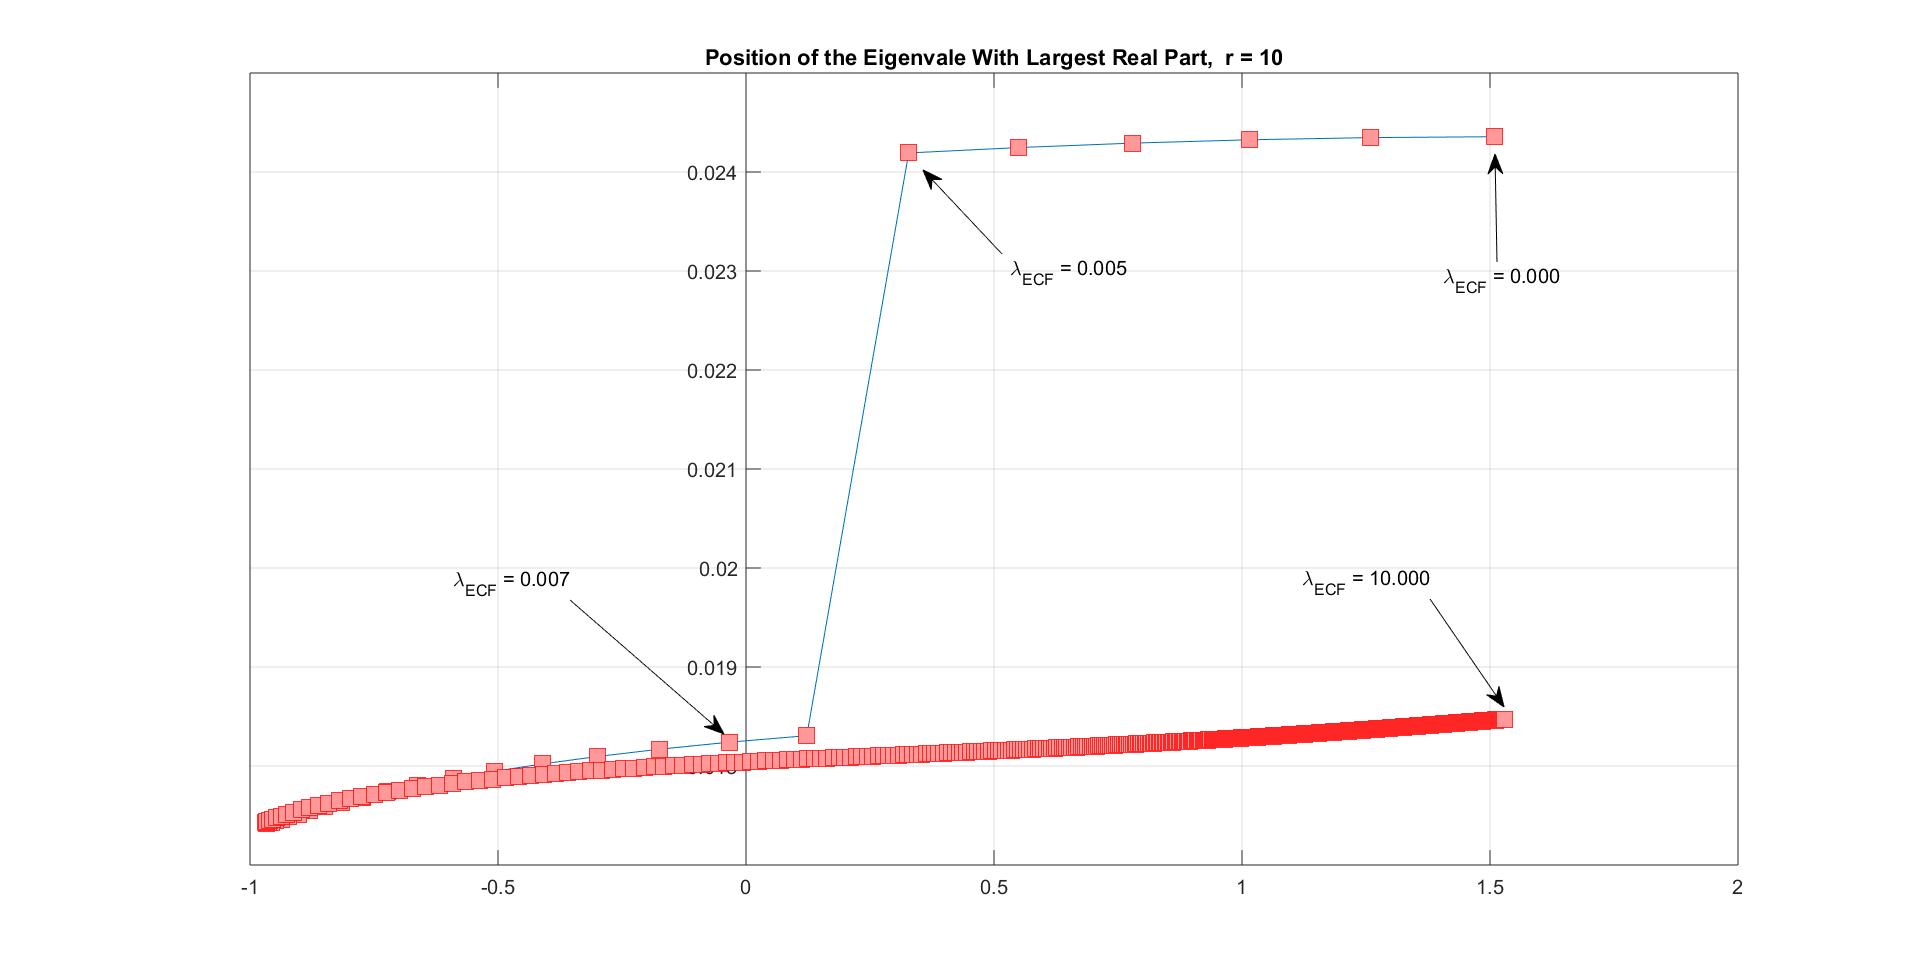 Position of the Eigenvale With Largest Real Part, r = 10
0.024
0.023
λECF = 0.005
λECF = 0.000
0.022
0.021
0.02
λECF = 0.007
λECF = 10.000
0.019
-1
-0.5
0
0.5
1
1.5
2